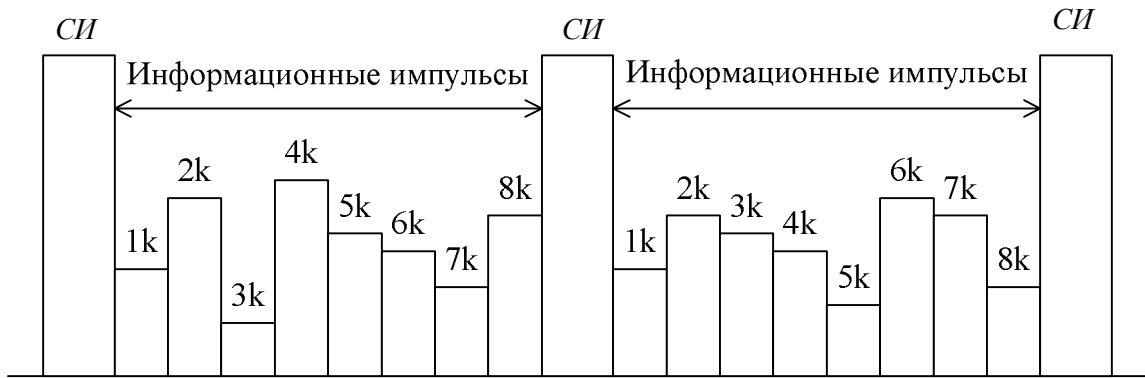 СИ СИ СИ
Информационные импульсы Информационные импульсы
1k 2k 3k 4k 5k 6k 7k 8k 1k 2k 3k 4k 5k 6k 7k 8k